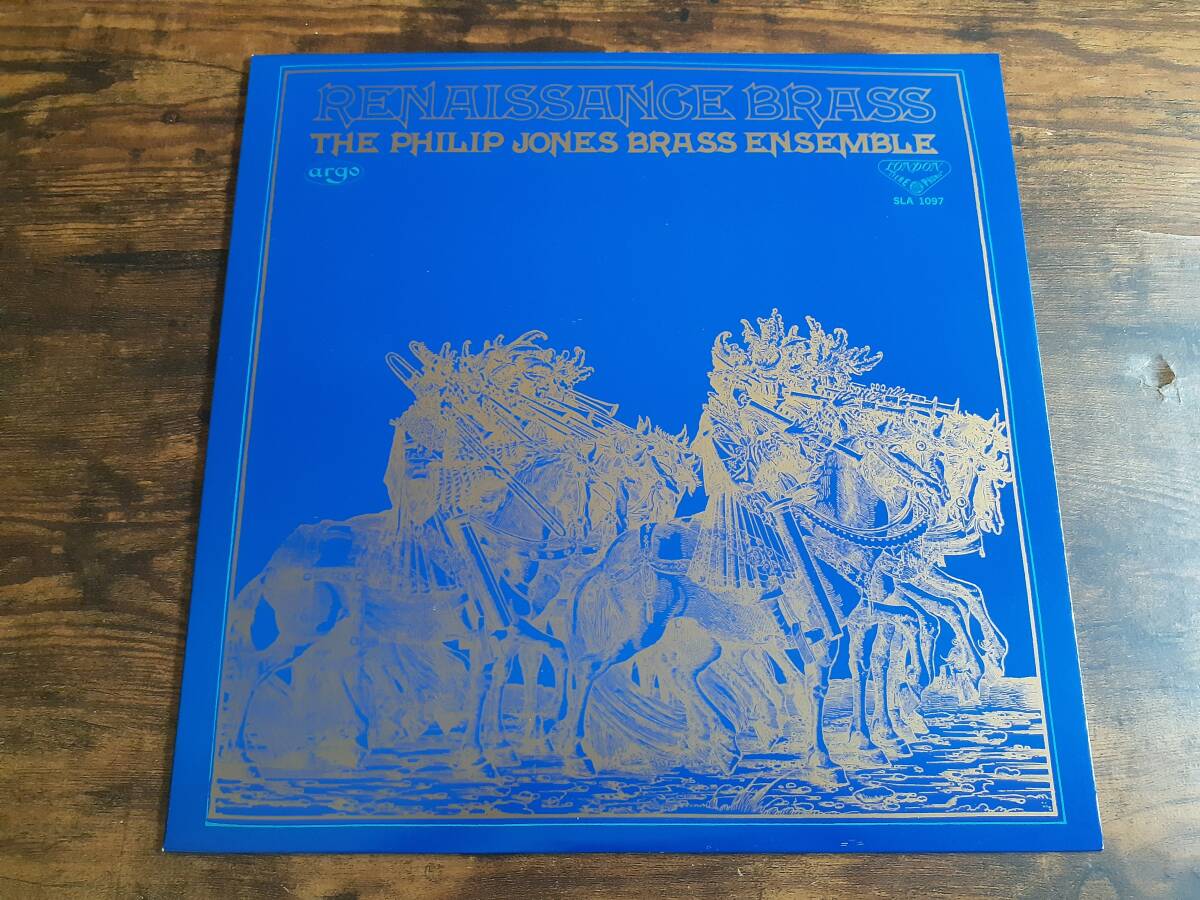 RENAISSANCE BRASS
THE PHILIP JONES BRASS ENSEMBLE
argo
LONDON
SLA 1097